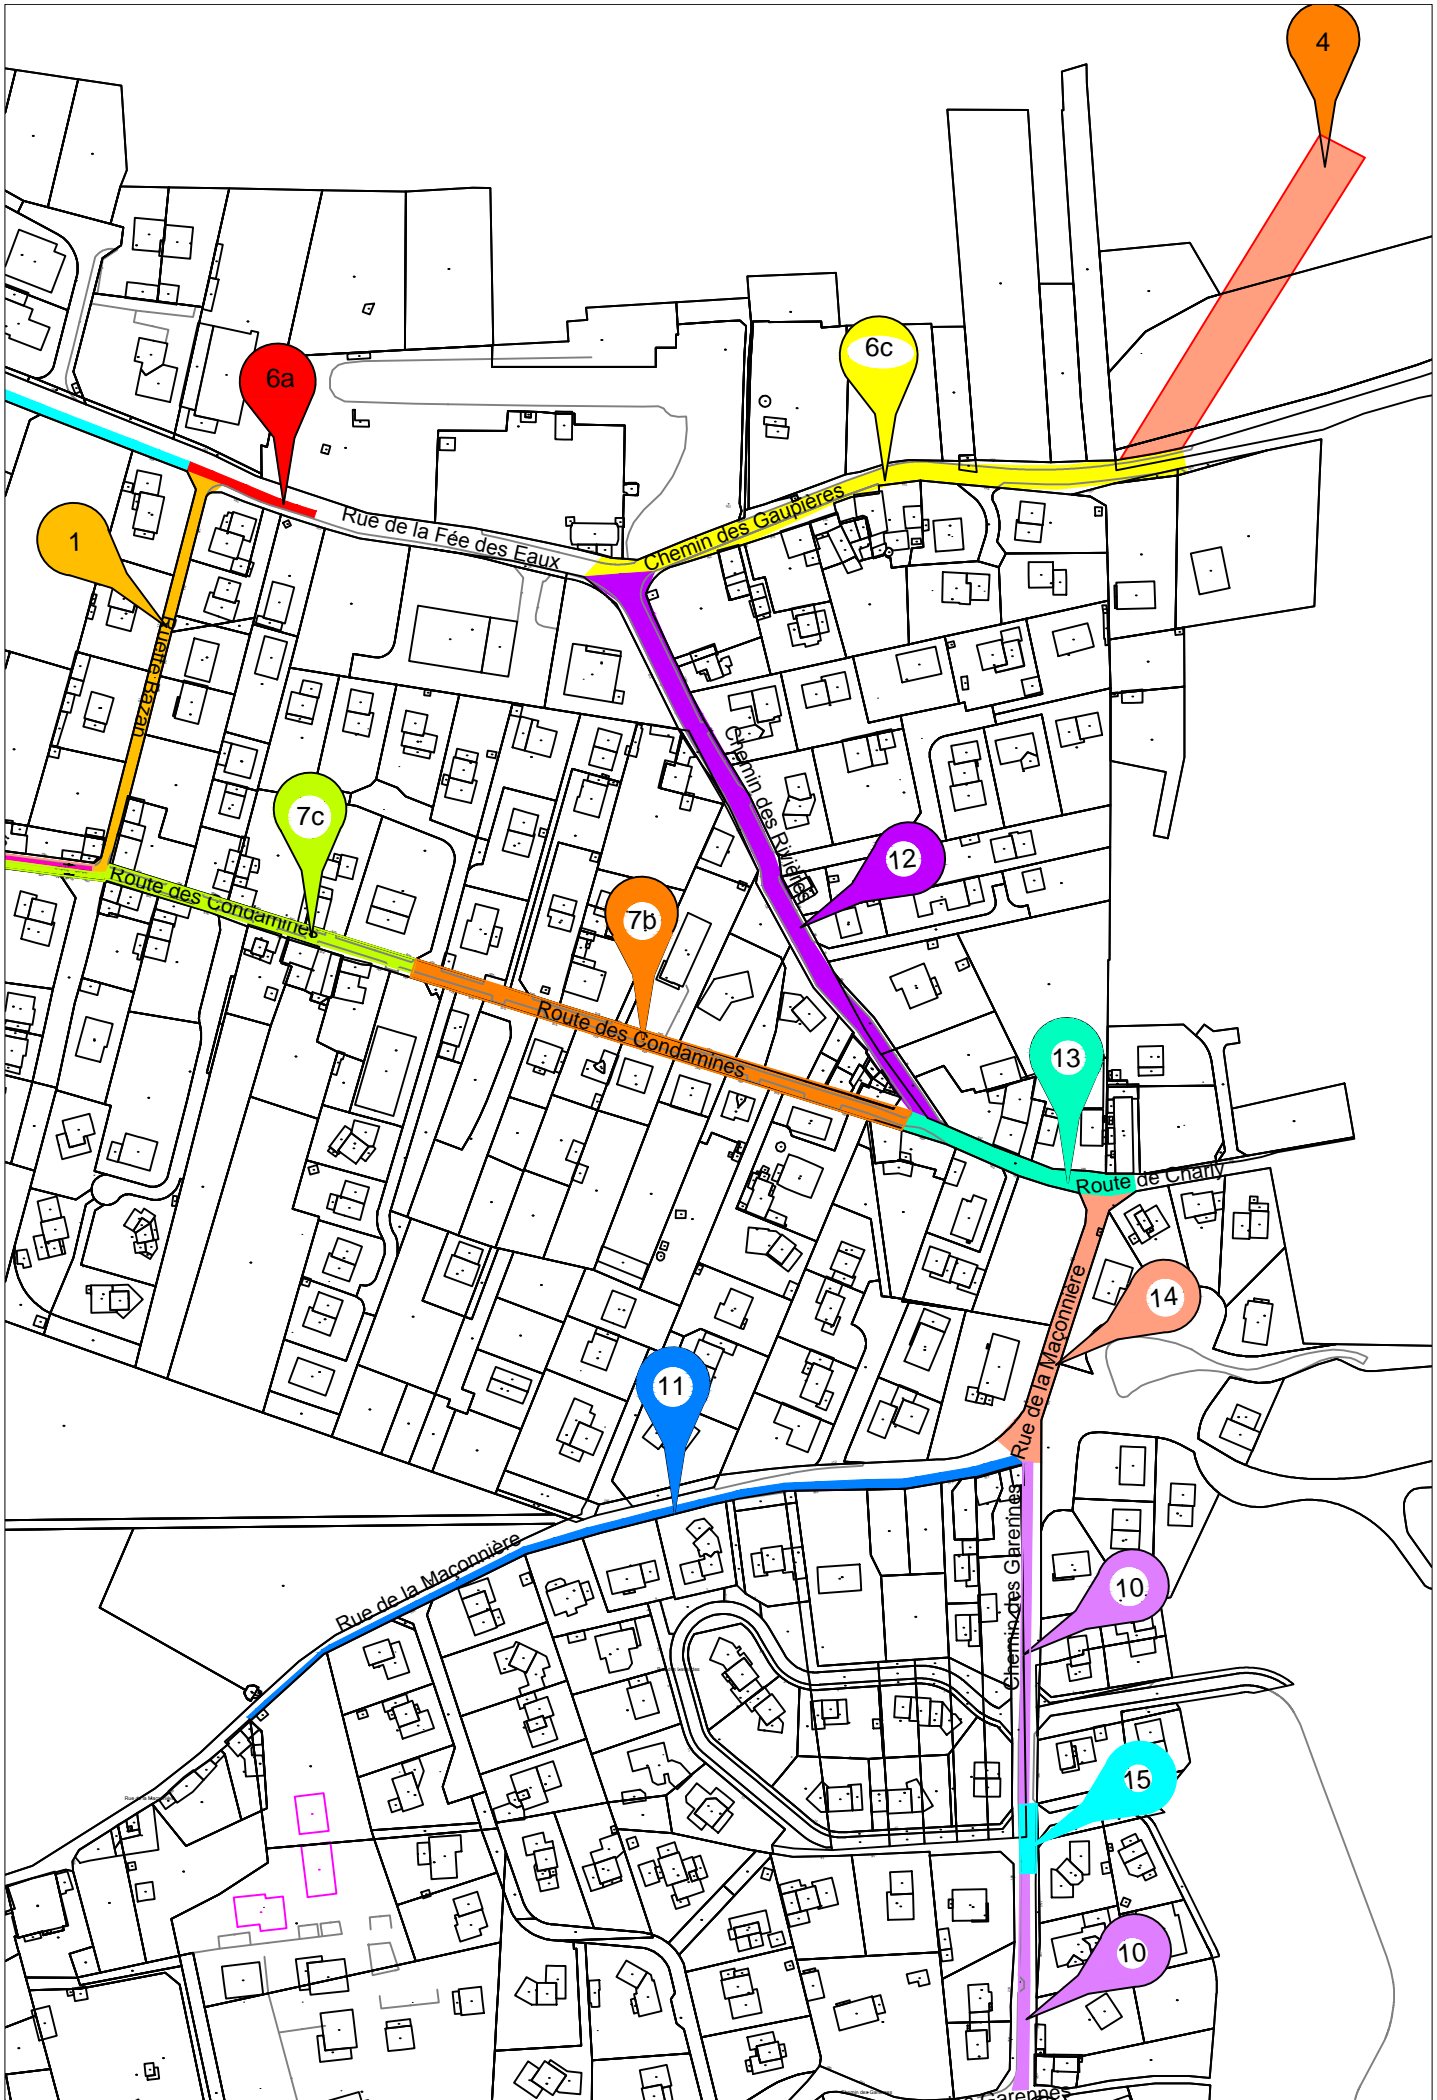 4
6c
6a
Rue de la Fée des Eaux
Chemin des Gaupières
1
Ruelle Bazan
Chemin des Rivières
7c
12
Route des Condamines
7b
Route des Condamines
13
Route de Charly
14
Rue de la Maçonnière
11
Rue de la Maçonnière
Chemin des Garennes
10
15
10
Garennes